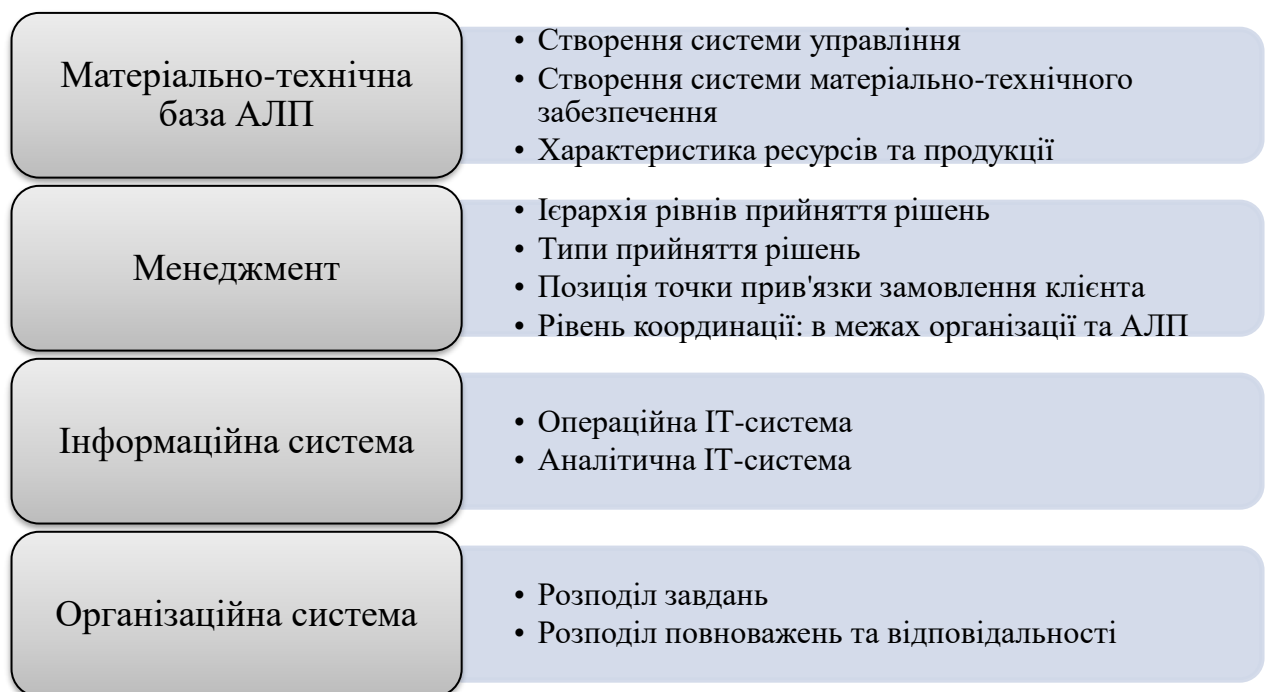 Матеріально-технічна
база АЛП
• Створення системи управління
• Створення системи матеріально-технічного
забезпечення
• Характеристика ресурсів та продукції
Менеджмент
• Ієрархія рівнів прийняття рішень
• Типи прийняття рішень
• Позиція точки прив'язки замовлення клієнта
• Рівень координації: в межах організації та АЛП
Інформаційна система
• Операційна ІТ-система
• Аналітична ІТ-система
Організаційна система
• Розподіл завдань
• Розподіл повноважень та відповідальності